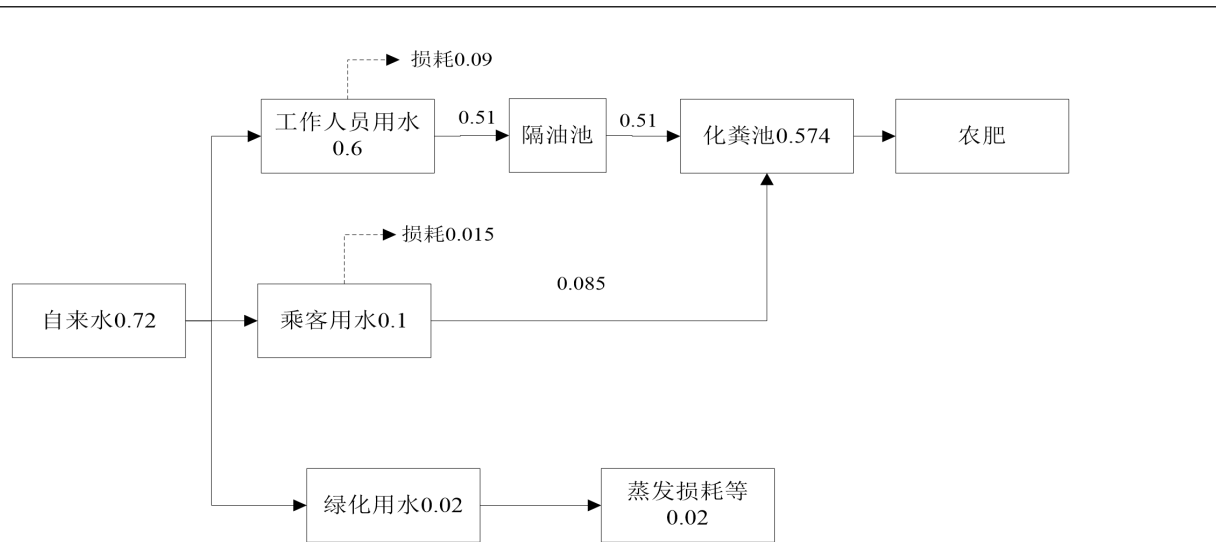 损耗0.09
工作人员用水
0.6
0.51
隔油池
0.51
化粪池0.574
农肥
损耗0.015
0.085
自来水0.72
乘客用水0.1
绿化用水0.02
蒸发损耗等
0.02